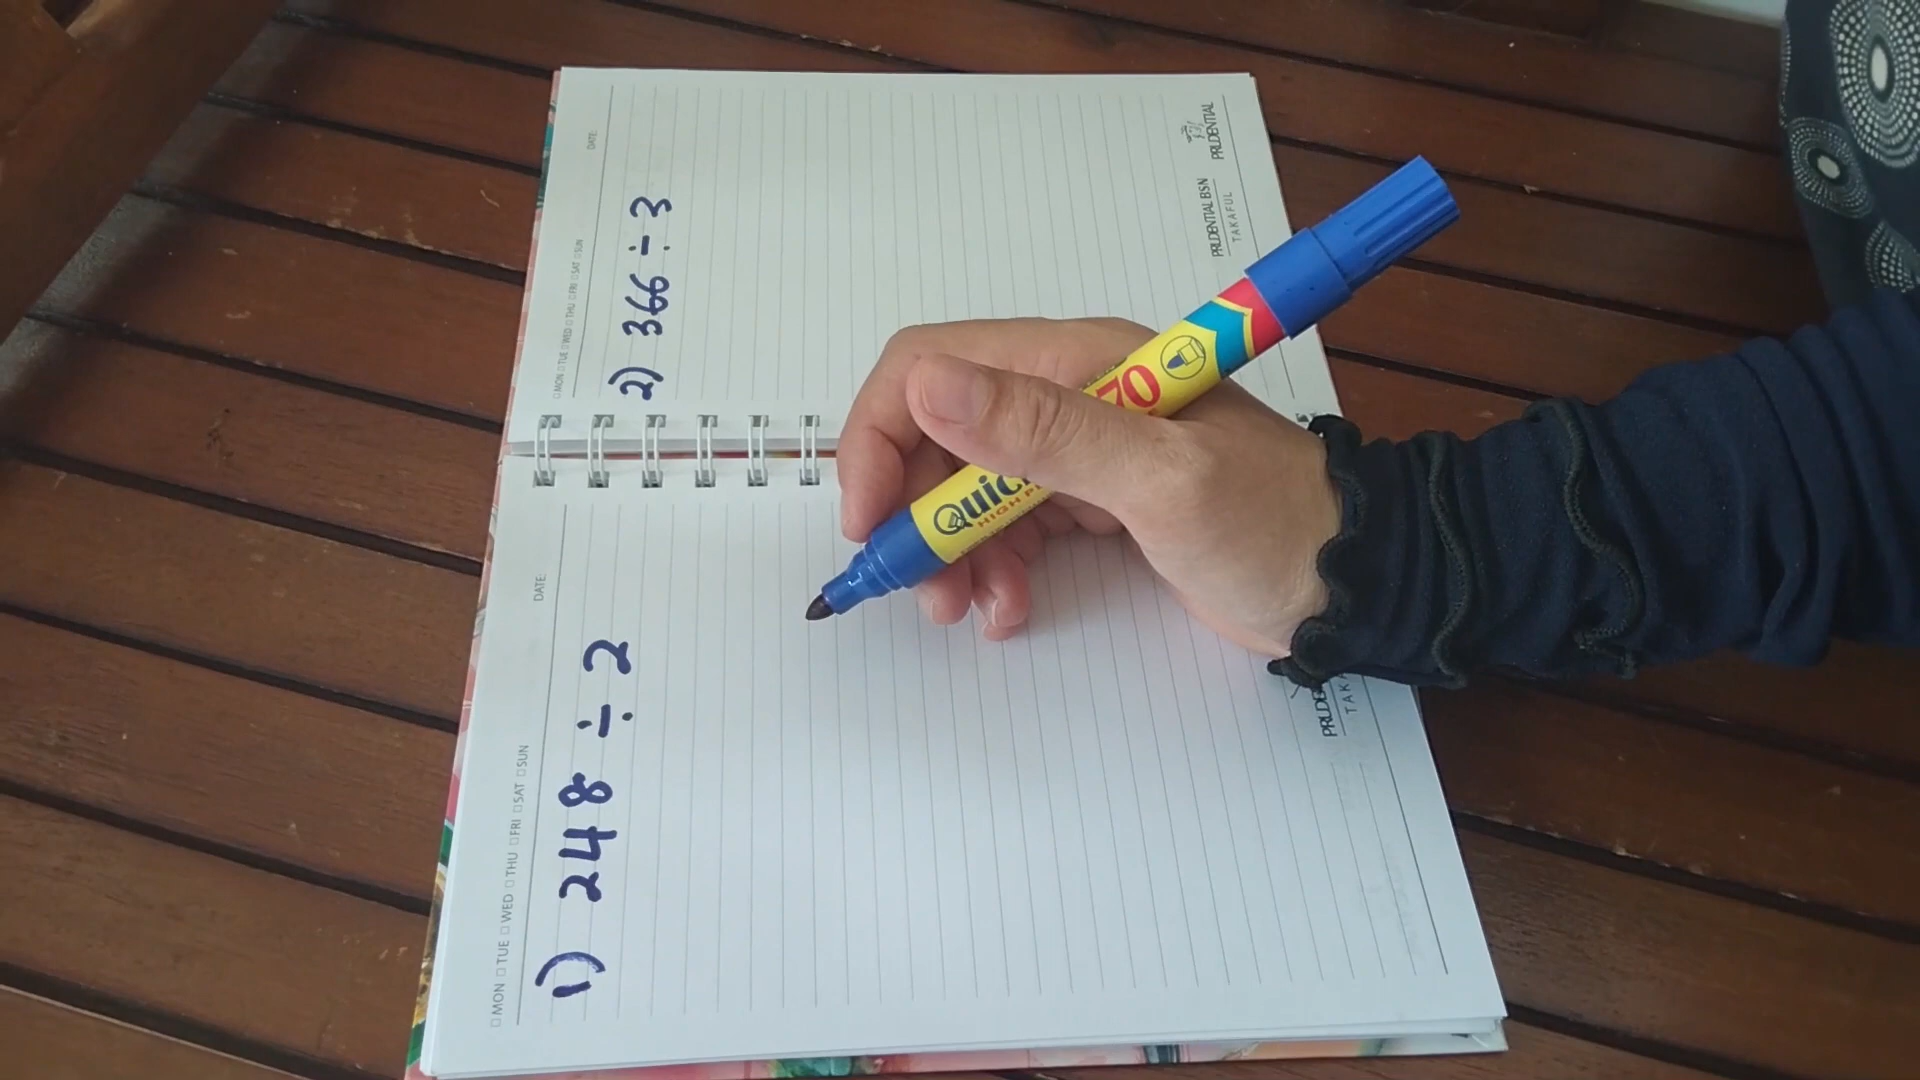 □MON □TUE □WED □THU □FRI □SAT □SUN
DATE:
1) 248 ÷ 2
□MON □TUE □WED □THU □FRI □SAT □SUN
DATE:
2) 366 ÷ 3
PRUDENTIAL BSN
TAKAFUL
PRUDENTIAL
70